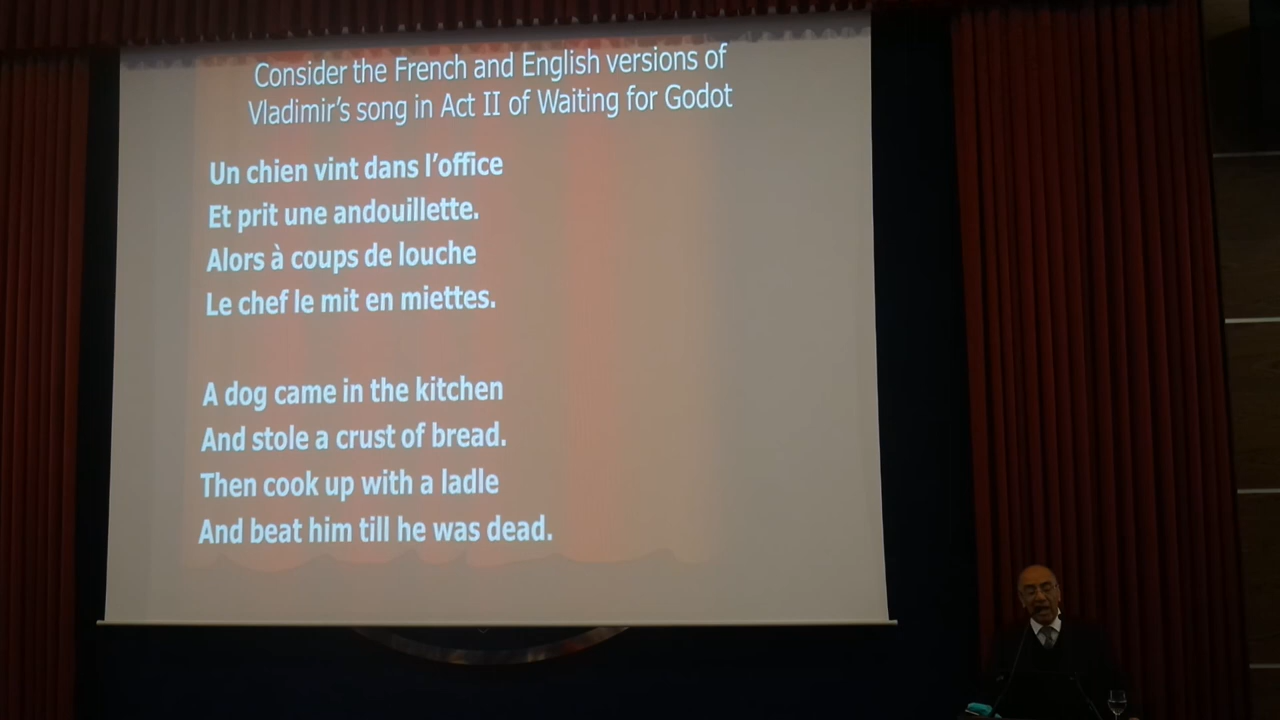 Consider the French and English versions of
Vladimir's song in Act II of Waiting for Godot
Un chien vint dans l'office
Et prit une andouillette.
Alors à coups de louche
Le chef le mit en miettes.
A dog came in the kitchen
And stole a crust of bread.
Then cook up with a ladle
And beat him till he was dead.